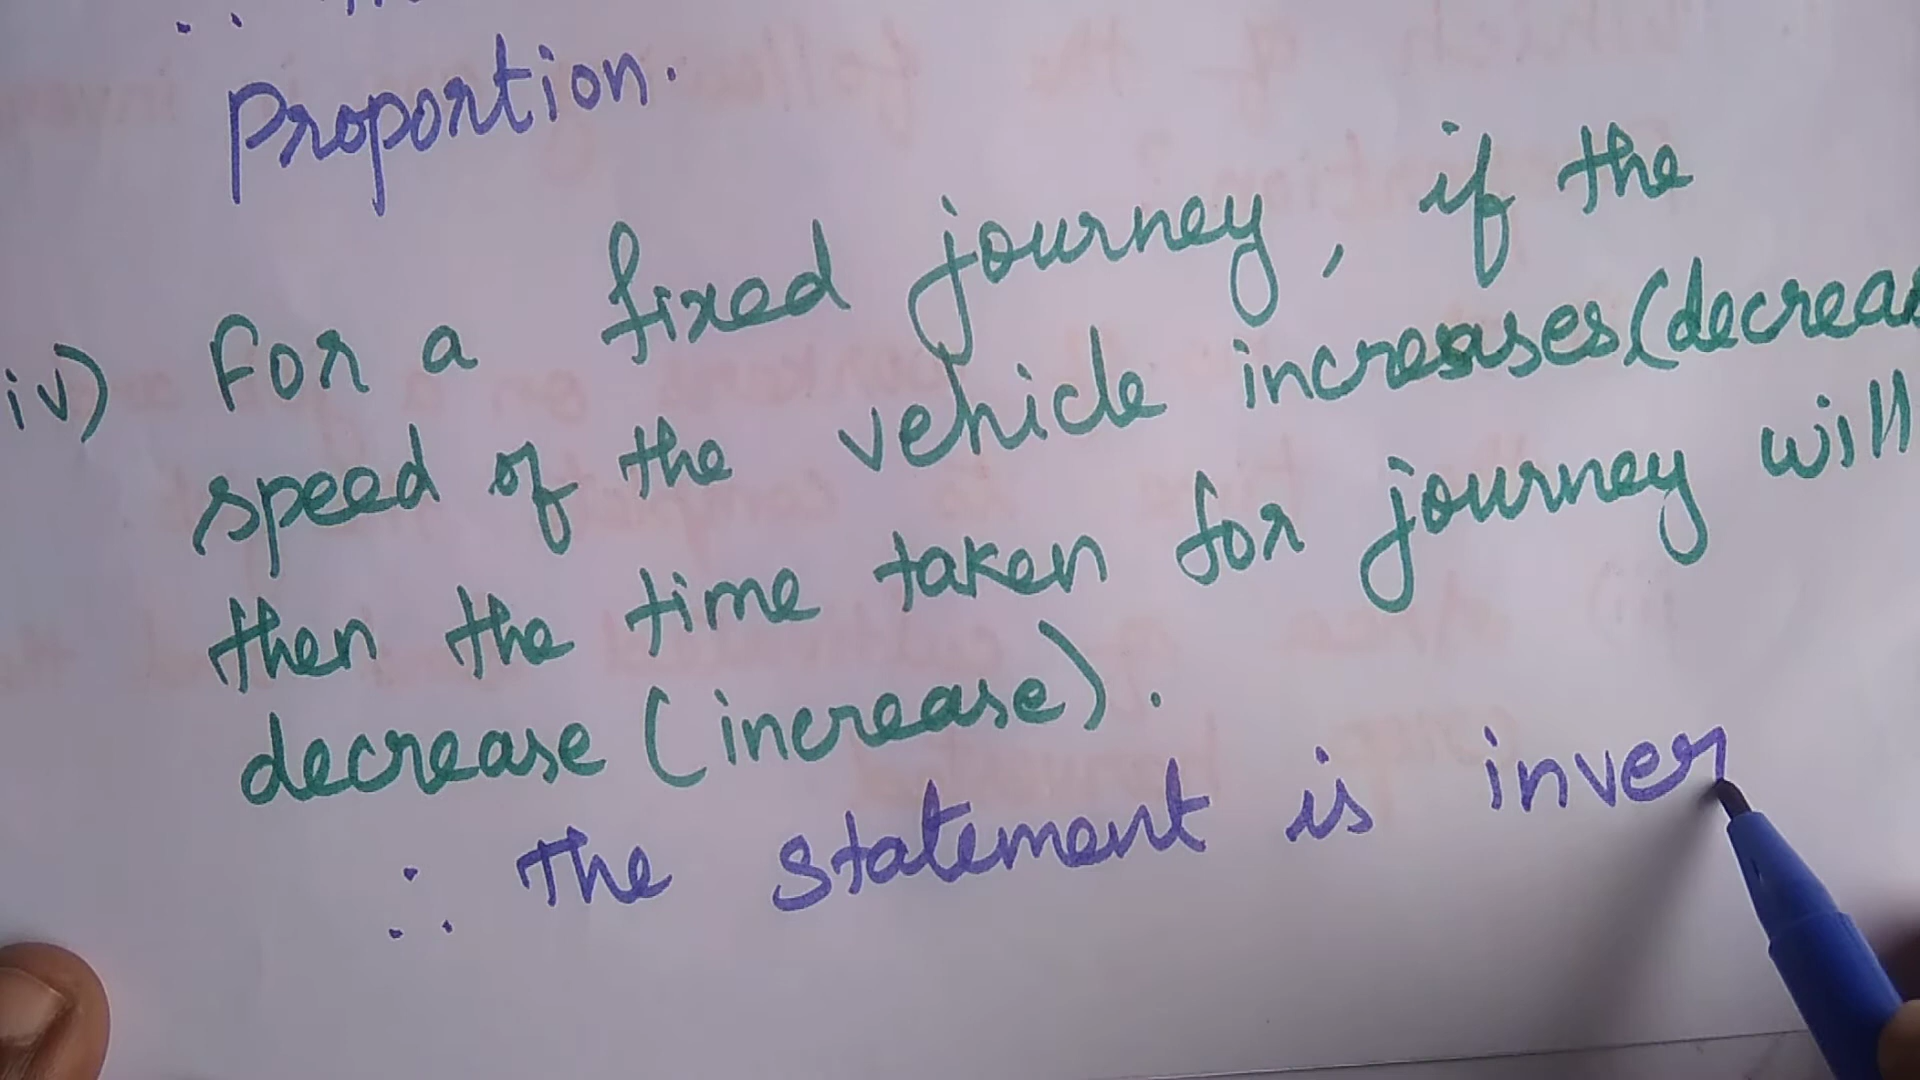 Proportion.
iv) For a fixed journey, if the
speed of the vehicle increases (decreas
then the time taken for journey will
decrease (increase).
∴ The statement is inver